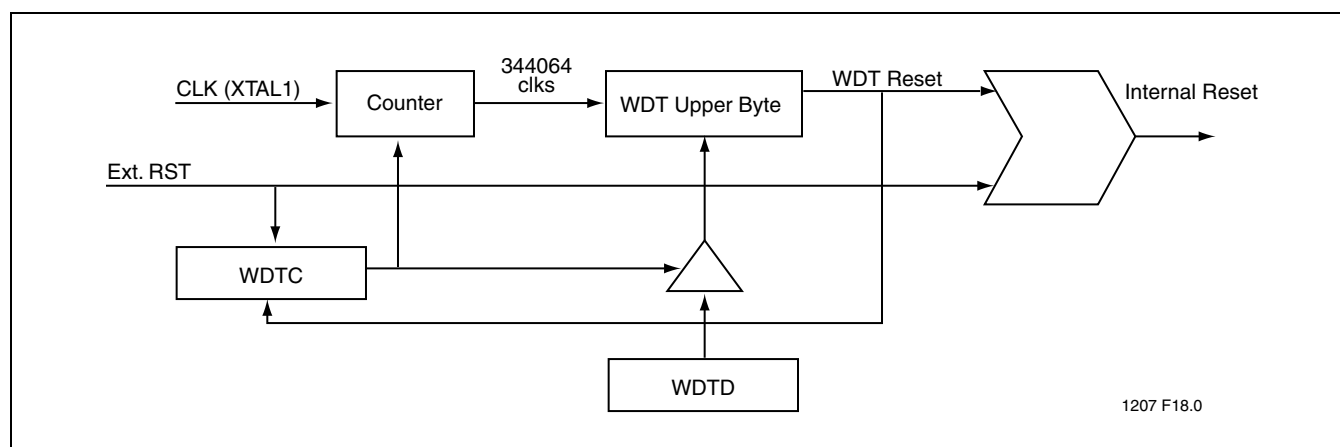 344064
clks
CLK (XTAL1)
Counter
WDT Upper Byte
WDT Reset
Internal Reset
Ext. RST
WDTC
WDTD
1207 F18.0